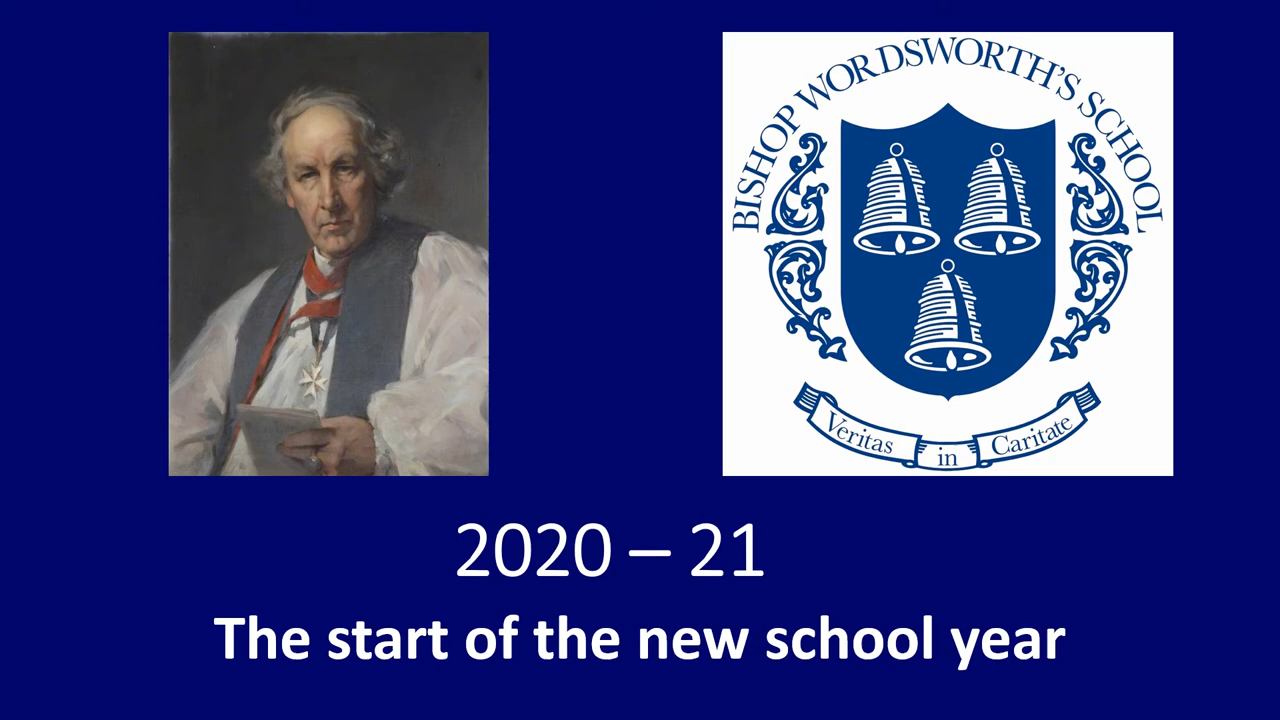 BISHOP WORDSWORTH'S SCHOOL
Veritas in Caritate
2020 – 21
The start of the new school year